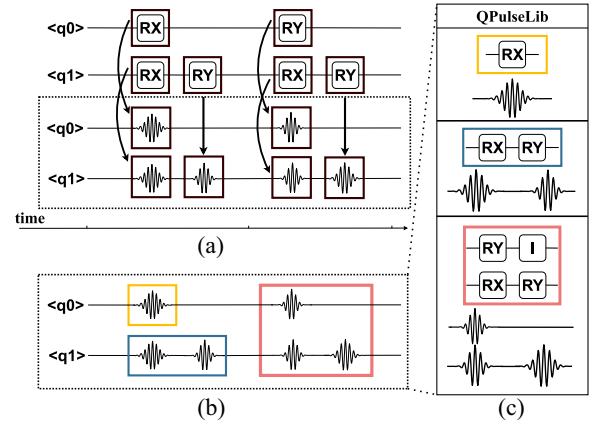 <q0> RX RY
<q1> RX RY RX RY
<q0>
<q1>
time
(a)
<q0>
<q1>
(b)
QPulseLib
RX
RX RY
RY I
RX RY
(c)